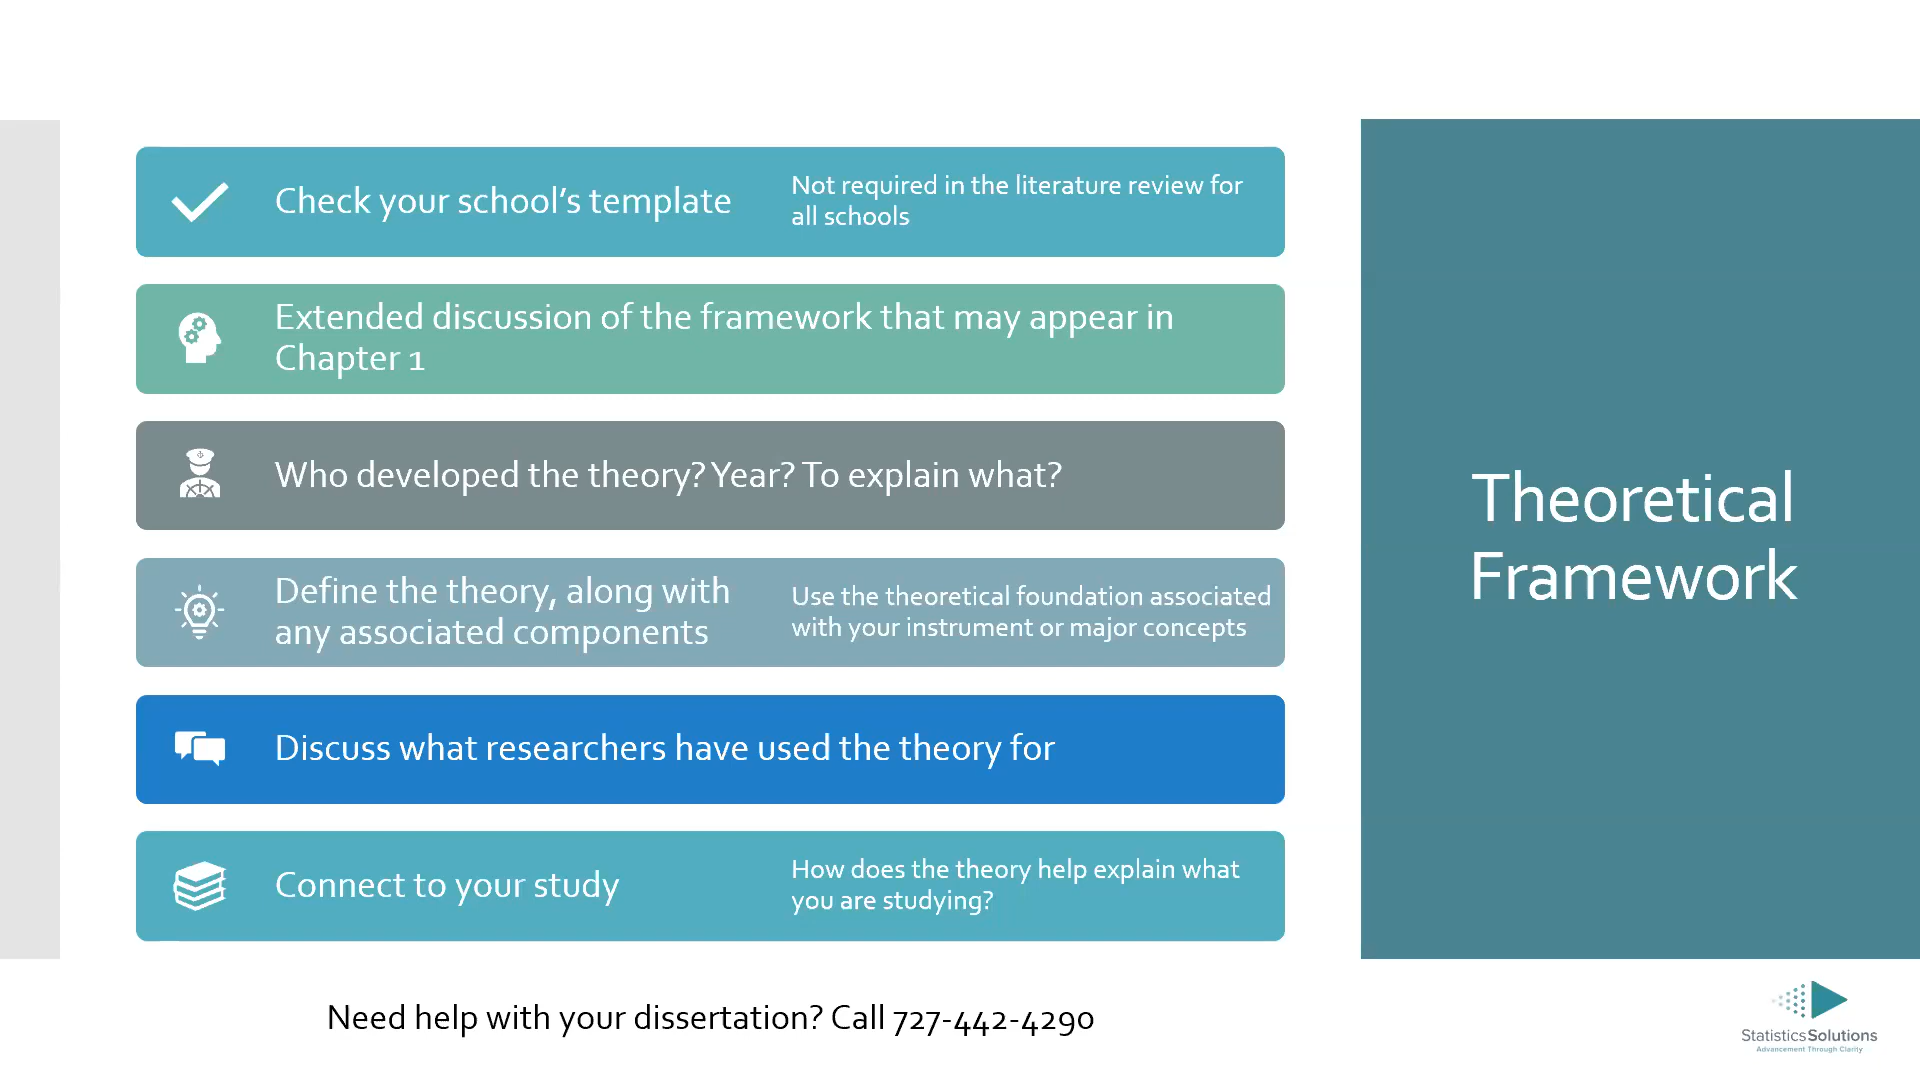 Check your school's template
Not required in the literature review for
all schools
Extended discussion of the framework that may appear in
Chapter 1
Who developed the theory? Year? To explain what?
Define the theory, along with
any associated components
Use the theoretical foundation associated
with your instrument or major concepts
Discuss what researchers have used the theory for
Connect to your study
How does the theory help explain what
you are studying?
Theoretical
Framework
Need help with your dissertation? Call 727-442-4290
StatisticsSolutions
Advancement Through Clarity